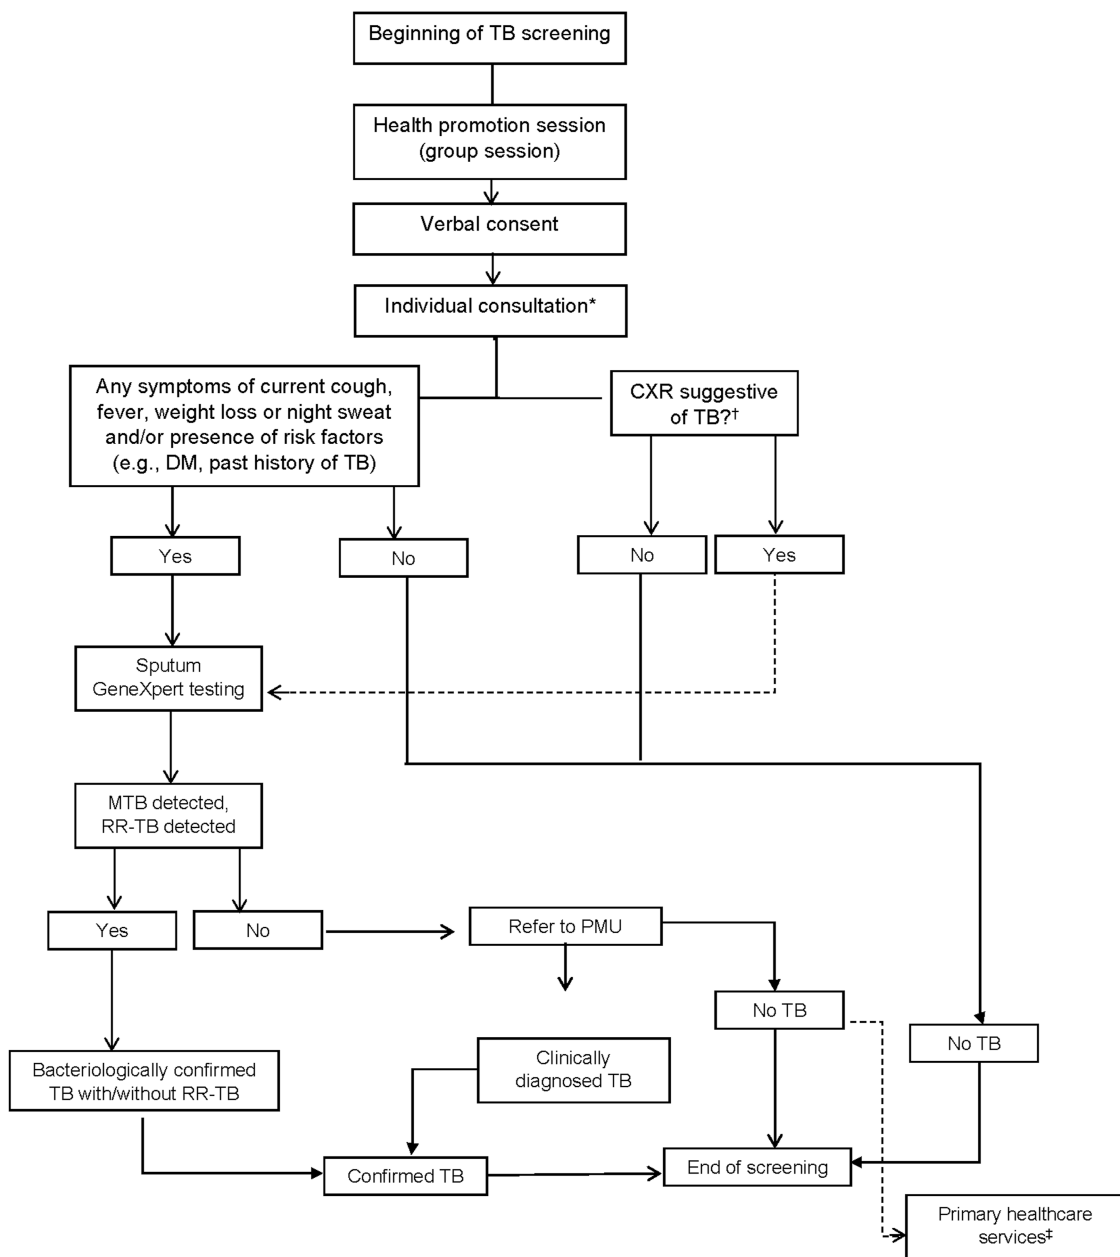 Beginning of TB screening
Health promotion session
(group session)
Verbal consent
Individual consultation*
Any symptoms of current cough,
fever, weight loss or night sweat
and/or presence of risk factors
(e.g., DM, past history of TB)
CXR suggestive
of TB?†
Yes
No
No
Yes
Sputum
GeneXpert testing
MTB detected,
RR-TB detected
Yes
No
Refer to PMU
No TB
No TB
Bacteriologically confirmed
TB with/without RR-TB
Clinically
diagnosed TB
Confirmed TB
End of screening
Primary healthcare
services‡